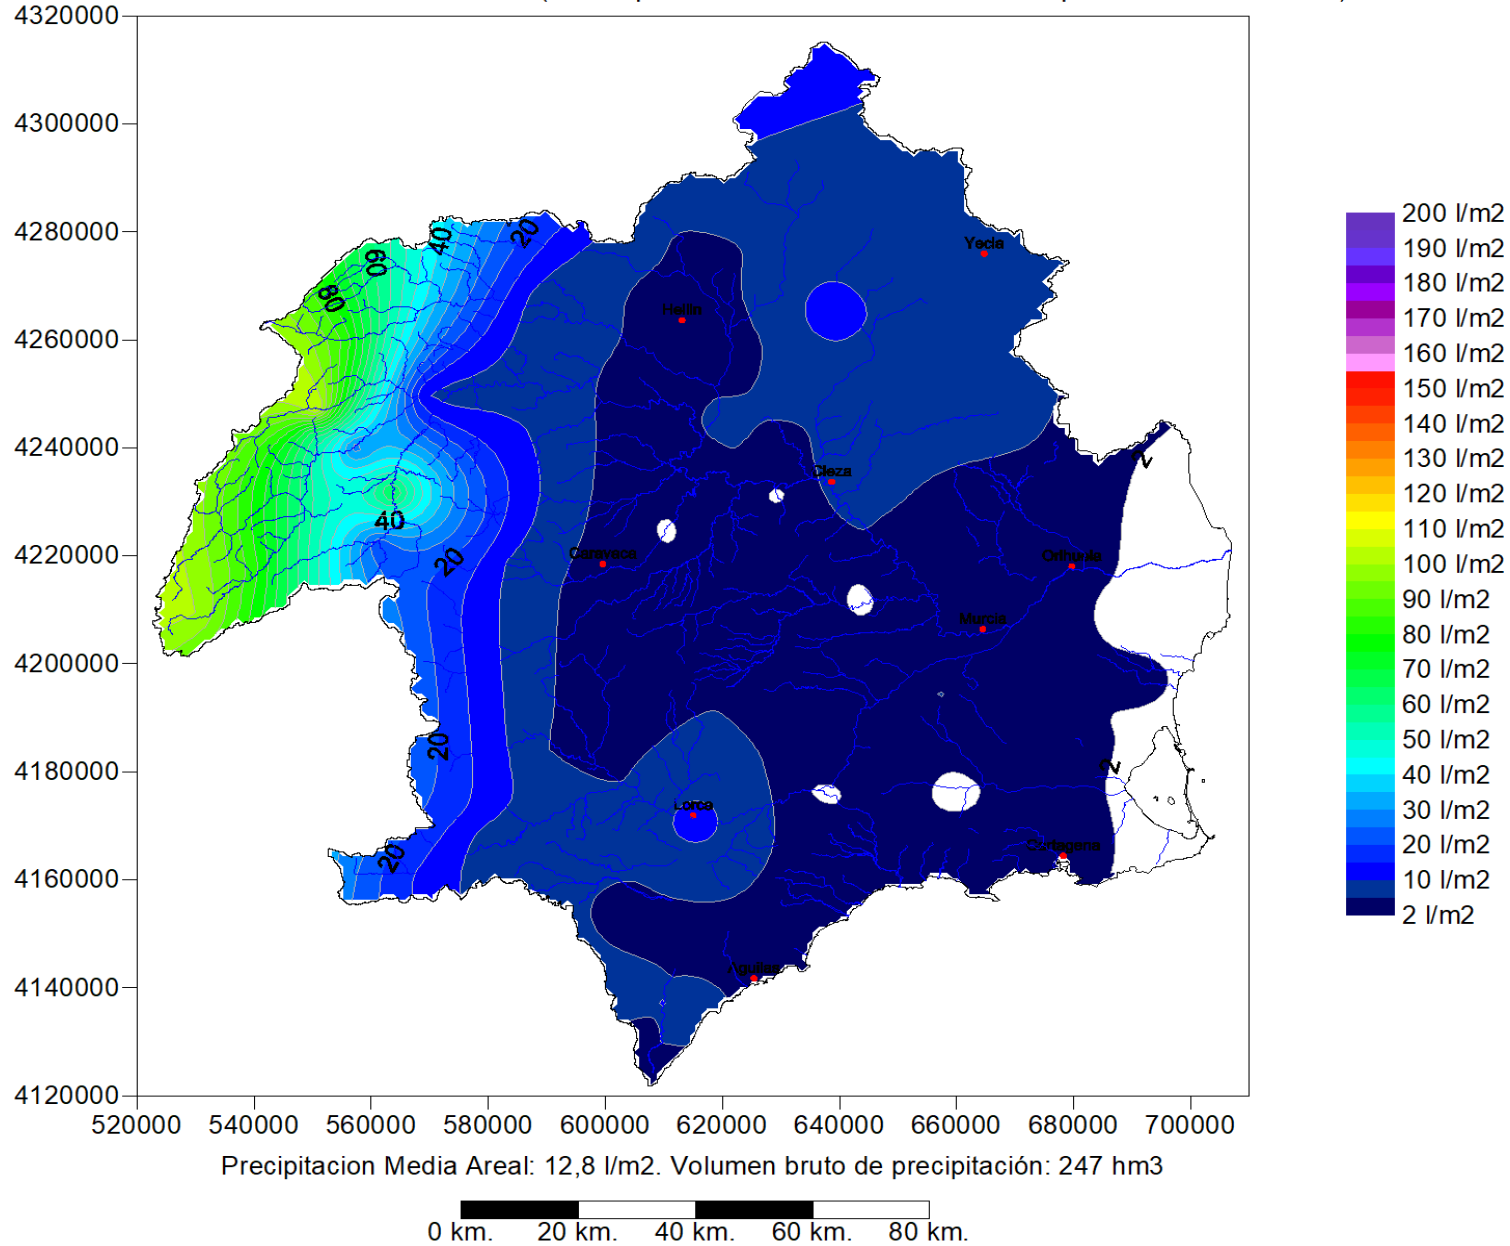 4320000
4300000
4280000
4260000
4240000
4220000
4200000
4180000
4160000
4140000
4120000
520000 540000 560000 580000 600000 620000 640000 660000 680000 700000
20
40
60
80
Yecla
Hellin
2
Cieza
40
20
Caravaca
Orihuela
Murcia
20
2
Lorca
20
Cartagena
Aguilas
200 l/m2
190 l/m2
180 l/m2
170 l/m2
160 l/m2
150 l/m2
140 l/m2
130 l/m2
120 l/m2
110 l/m2
100 l/m2
90 l/m2
80 l/m2
70 l/m2
60 l/m2
50 l/m2
40 l/m2
30 l/m2
20 l/m2
10 l/m2
2 l/m2
Precipitacion Media Areal: 12,8 l/m2. Volumen bruto de precipitación: 247 hm3
0 km. 20 km. 40 km. 60 km. 80 km.